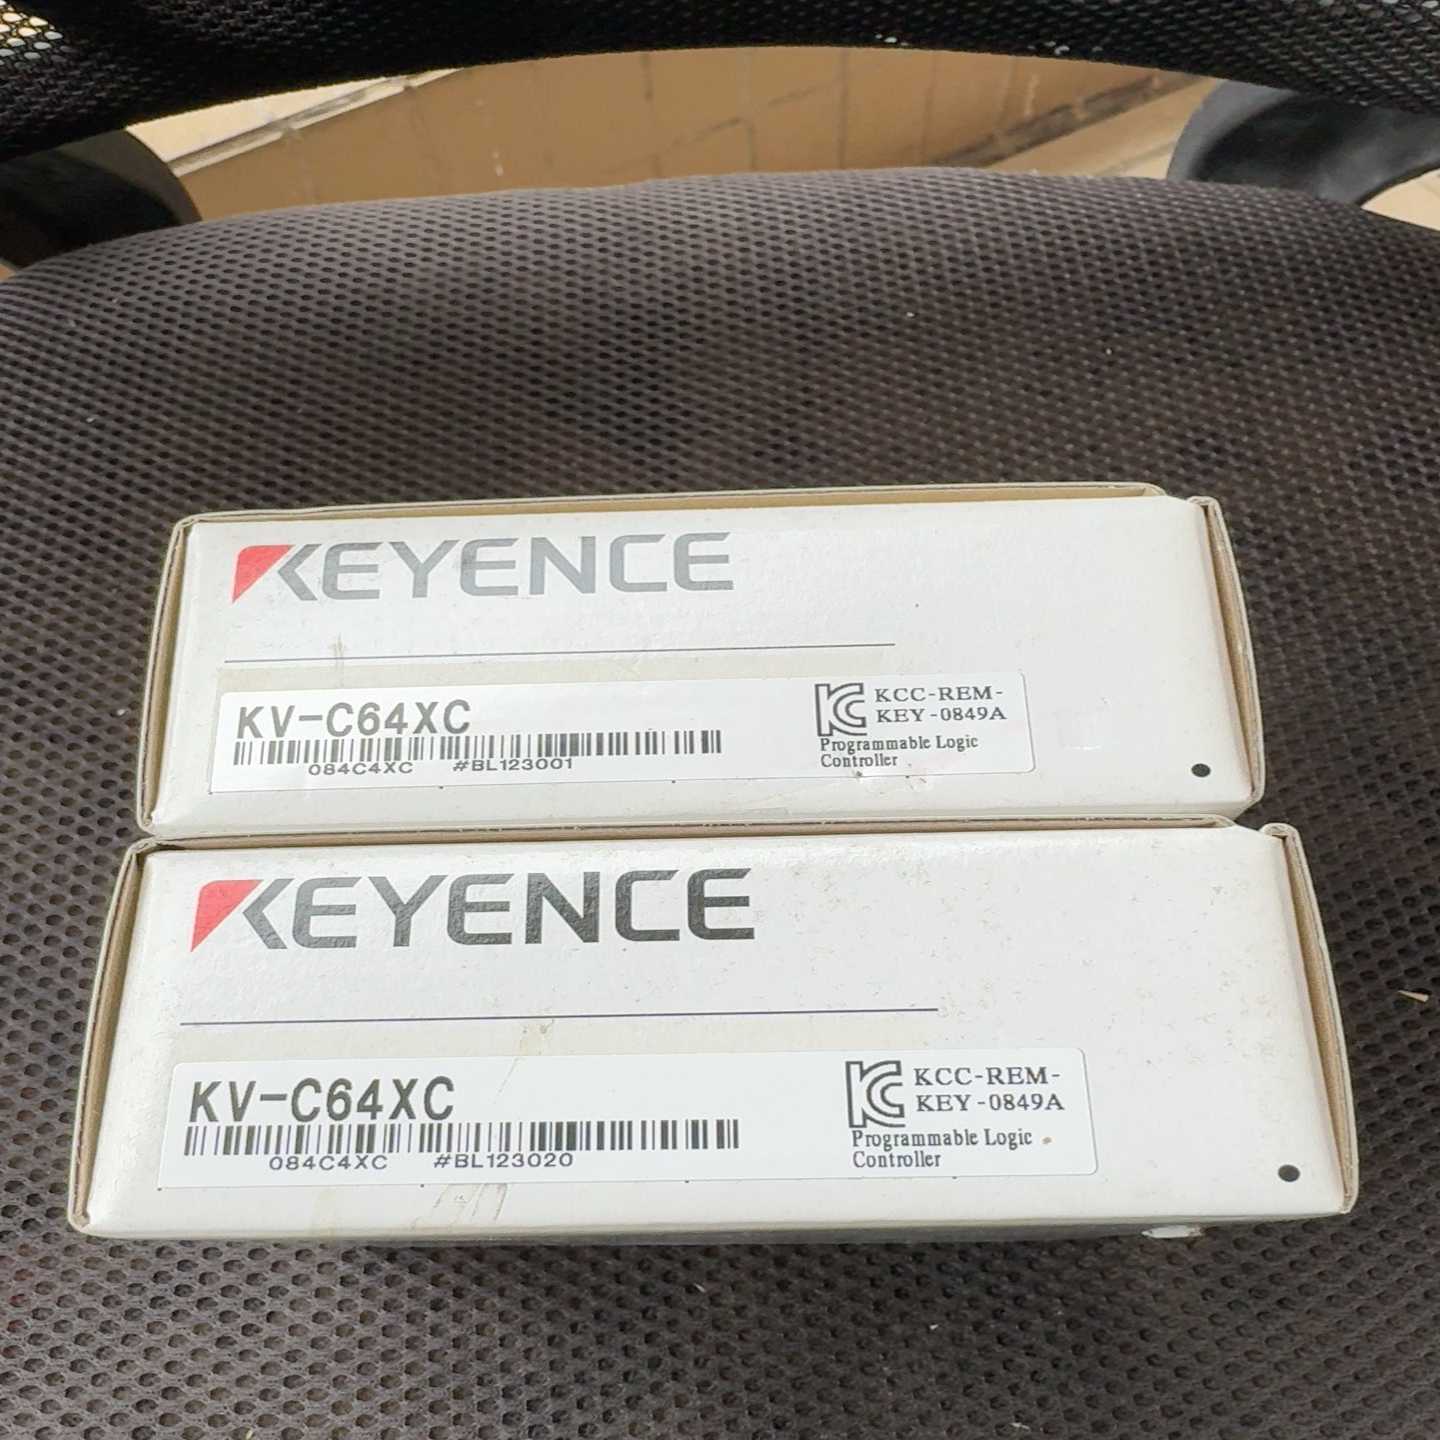 KEYENCE
KV-C64XC
084C4XC #BL123001
KCC-REM-
KEY-0849A
Programmable Logic
Controller
KEYENCE
KV-C64XC
084C4XC #BL123020
KCC-REM-
KEY-0849A
Programmable Logic
Controller